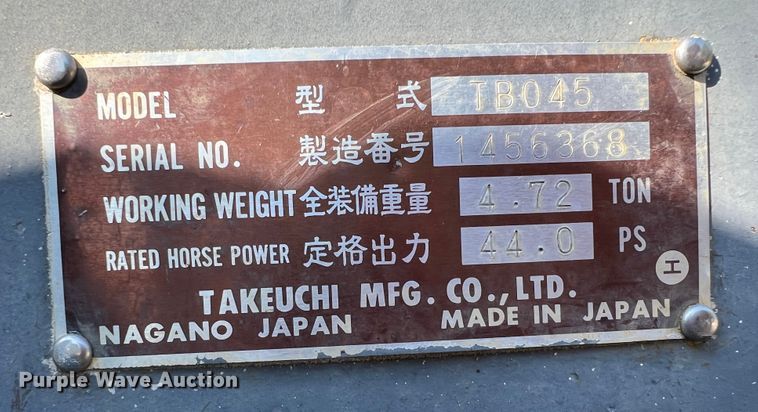 MODEL 型式 TB045
SERIAL NO. 製造番号 1456368
WORKING WEIGHT 全装備重量 4.72 TON
RATED HORSE POWER 定格出力 44.0 PS
エ
TAKEUCHI MFG. CO., LTD.
NAGANO JAPAN MADE IN JAPAN
Purple Wave Auction